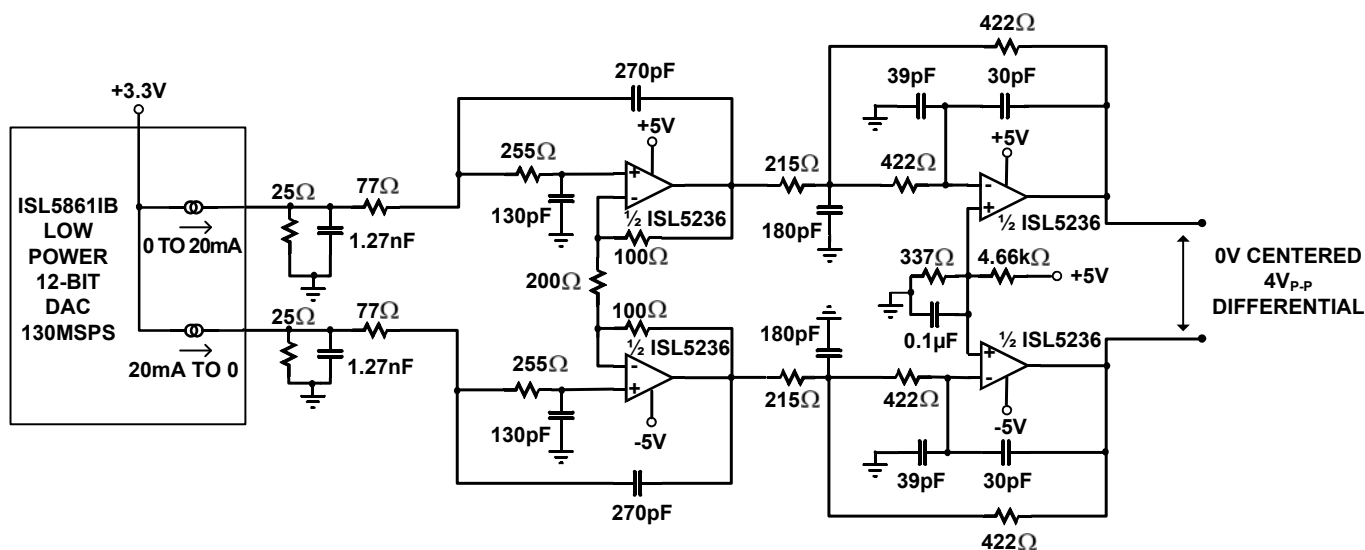 422Ω
270pF
39pF
30pF
+3.3V
+5V
+5V
255Ω
215Ω
422Ω
25Ω
77Ω
ISL5861IB
LOW
POWER
12-BIT
DAC
130MSPS
0 TO 20mA
1.27nF
130pF
½ ISL5236
100Ω
180pF
½ ISL5236
337Ω
4.66kΩ
+5V
0V CENTERED
4VP-P
DIFFERENTIAL
200Ω
25Ω
77Ω
100Ω
½ ISL5236
180pF
0.1µF
½ ISL5236
20mA TO 0
1.27nF
255Ω
215Ω
422Ω
130pF
-5V
-5V
39pF
30pF
270pF
422Ω